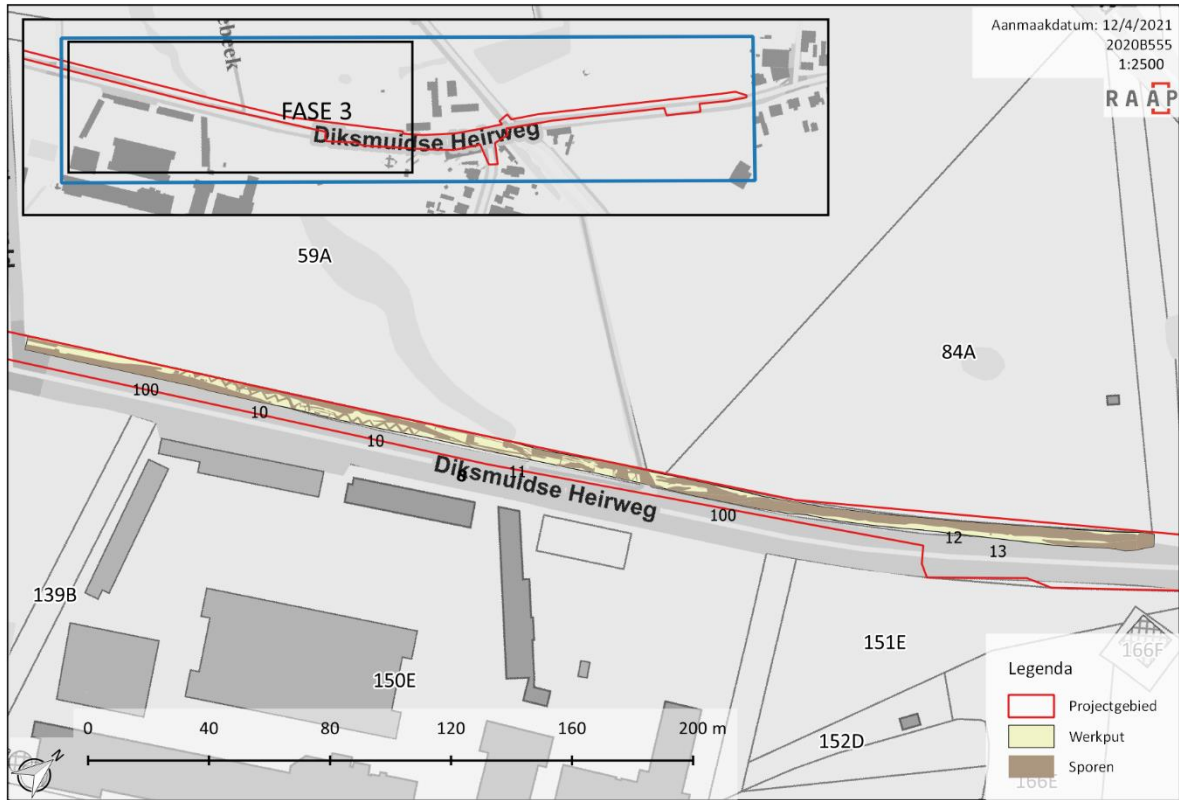 Aanmaakdatum: 12/4/2021
2020B555
1:2500
RAAP
ebeek
FASE 3
Diksmuidse Heirweg
59A
84A
100
10
10
11
8
Diksmuidse Heirweg
100
12
13
139B
150E
151E
166F
152D
166E
0 40 80 120 160 200 m
N
Legenda
Projectgebied
Werkput
Sporen